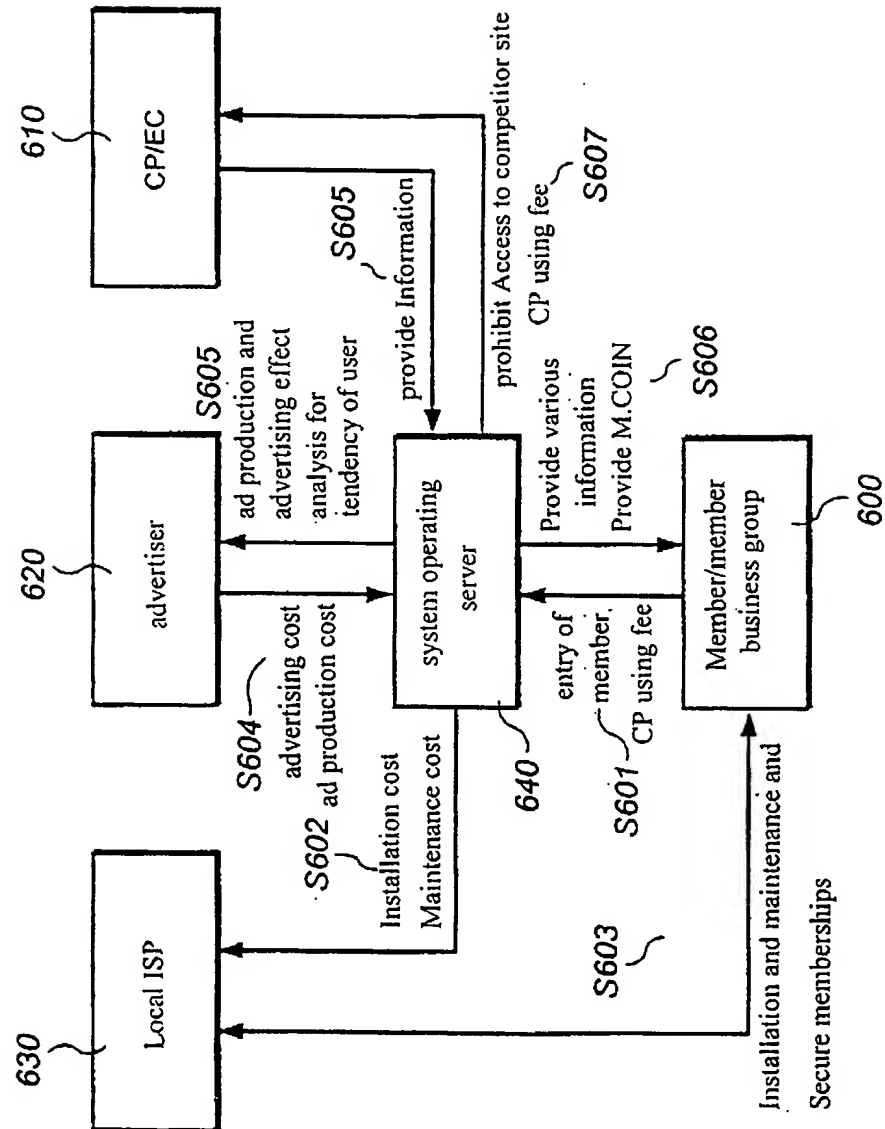 630
Local ISP
620
advertiser
610
CP/EC
S604
advertising cost
ad production cost
S602
Installation cost
Maintenance cost
S605
ad production and
advertising effect
analysis for
tendency of user
S605
provide Information
system operating
server
640
prohibit Access to competitor site
CP using fee
S607
S603
Installation and maintenance and
Secure memberships
entry of
member.
CP using fee
S601
Provide various
information
Provide M.COIN
S606
Member/member
business group
600